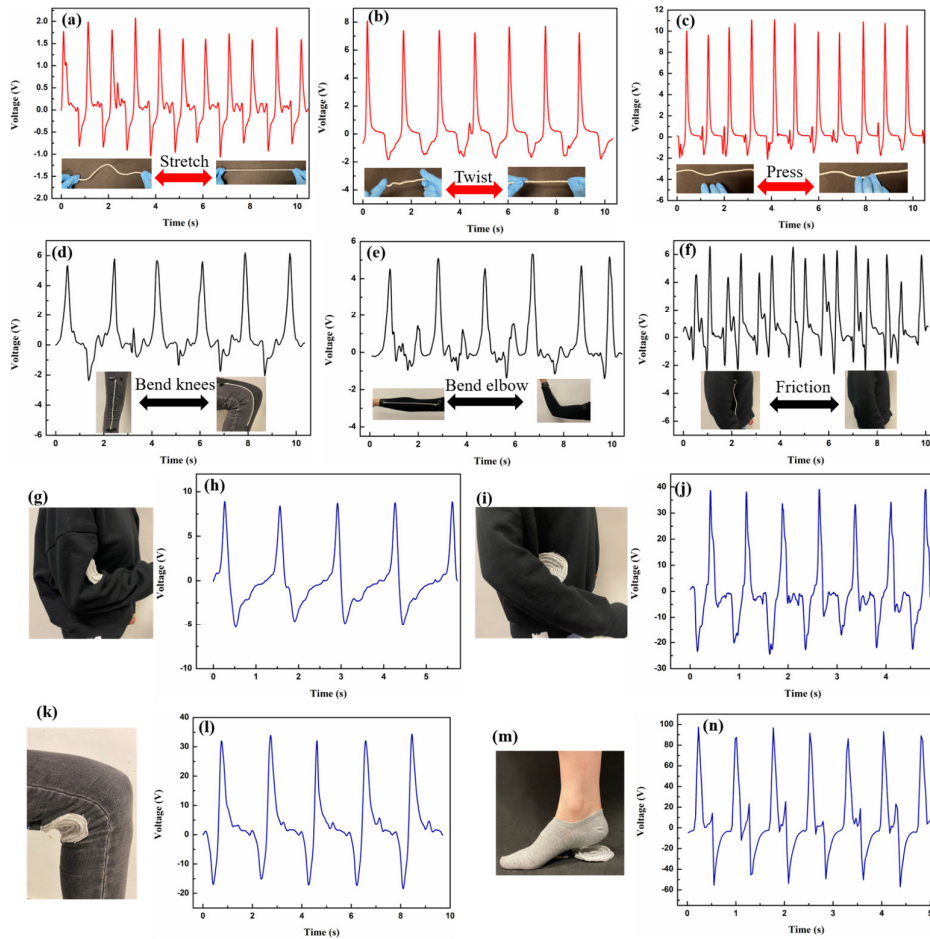 (a)
Voltage (V)
2.0
1.5
1.0
0.5
0.0
-0.5
-1.0
-1.5
-2.0
Stretch
0 2 4 6 8 10
Time (s)
(b)
Voltage (V)
8
6
4
2
0
-2
-4
Twist
0 2 4 6 8 10
Time (s)
(c)
Voltage (V)
12
10
8
6
4
2
0
-2
-4
-6
-8
-10
-12
Press
0 2 4 6 8 10
Time (s)
(d)
Voltage (V)
6
4
2
0
-2
-4
-6
Bend knees
0 2 4 6 8 10
Time (s)
(e)
Voltage (V)
6
4
2
0
-2
-4
Bend elbow
0 2 4 6 8 10
Time (s)
(f)
Voltage (V)
6
4
2
0
-2
-4
-6
Friction
0 2 4 6 8 10
Time (s)
(g)
(h)
Voltage (V)
10
5
0
-5
-10
0 1 2 3 4 5
Time (s)
(i)
(j)
Voltage (V)
40
30
20
10
0
-10
-20
-30
0 1 2 3 4 5
Time (s)
(k)
(l)
Voltage (V)
40
30
20
10
0
-10
-20
0 2 4 6 8 10
Time (s)
(m)
(n)
Voltage (V)
100
80
60
40
20
0
-20
-40
-60
0 1 2 3 4 5
Time (s)